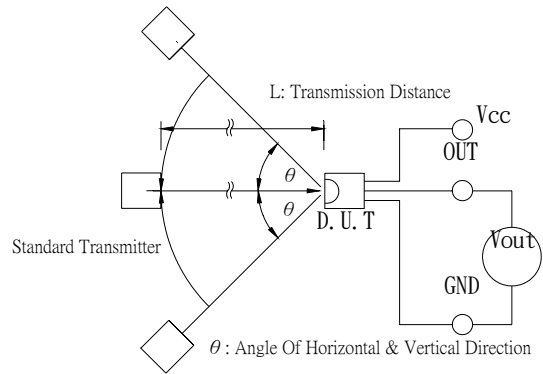 L: Transmission Distance
Vcc
OUT
θ
θ
D.U.T
Standard Transmitter
Vout
GND
θ : Angle Of Horizontal & Vertical Direction